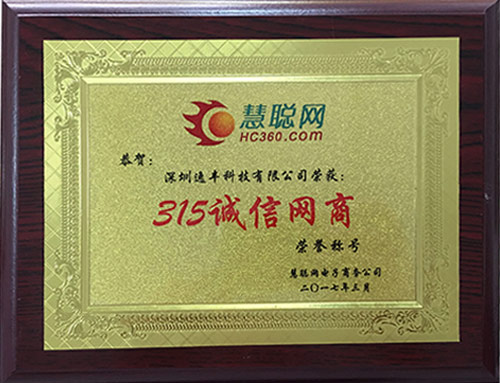 慧聪网
HC360.com
恭贺：
深圳逸丰科技有限公司荣获：
315诚信网商
荣誉称号
慧聪网电子商务公司
二〇一七年三月